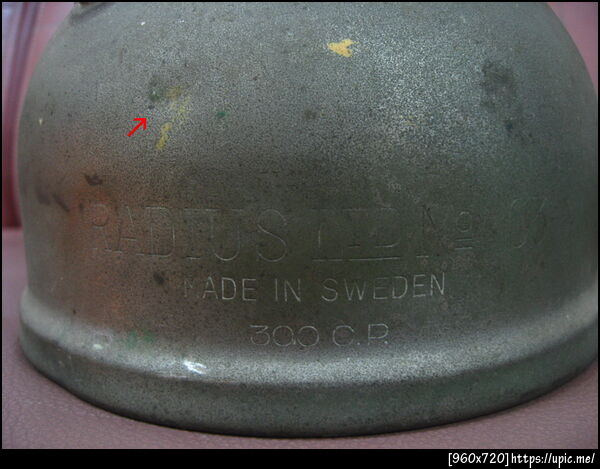 RADIUS LTD No 
MADE IN SWEDEN
300 C.P.
[960x720]https://upic.me/